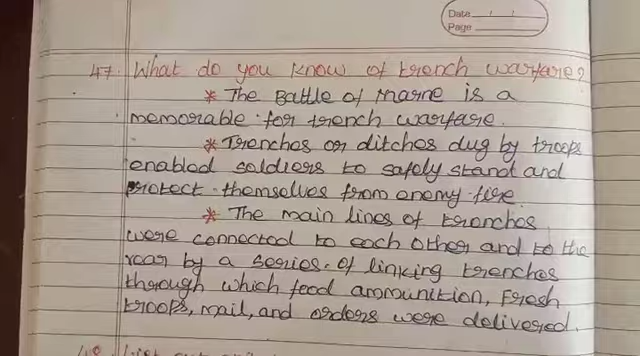 Date / /
Page
47. What do you know of trench warfare?
* The Battle of Marne is a
memorable for trench warfare.
* Trenches or ditches dug by troops
enabled soldiers to safely stand and
protect themselves from enemy fire.
* The main lines of trenches
were connected to each other and to the
rear by a series of linking trenches
through which food ammunition, Fresh
troops, mail, and orders were delivered.